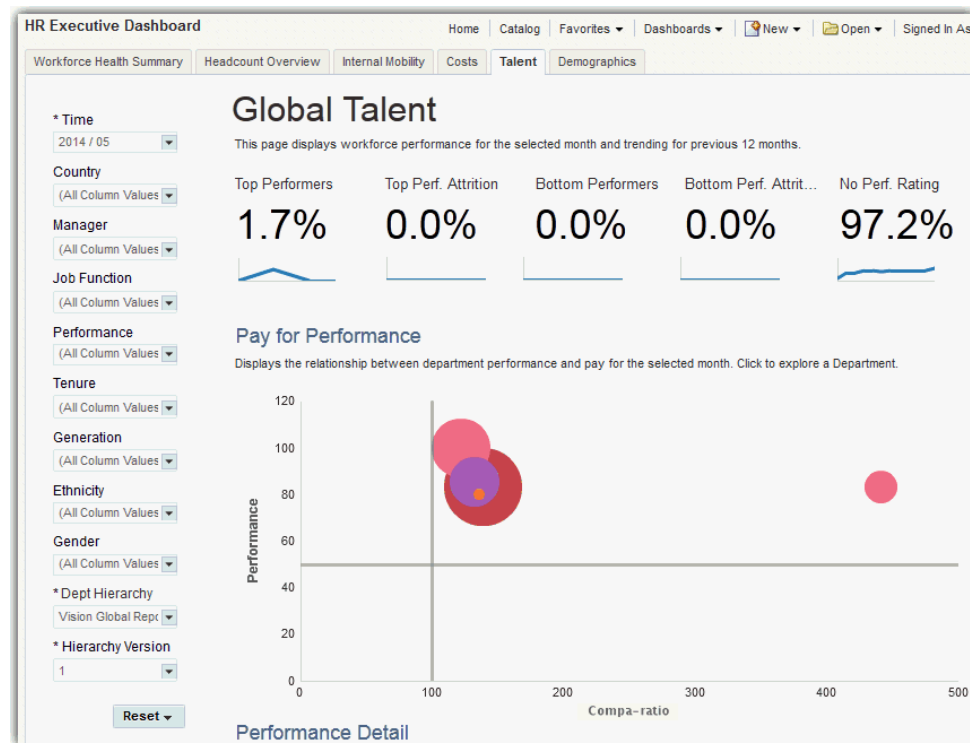 HR Executive Dashboard
Home Catalog Favorites Dashboards New Open Signed In As
Workforce Health Summary Headcount Overview Internal Mobility Costs Talent Demographics
* Time
2014 / 05
Country
(All Column Values
Manager
(All Column Values
Job Function
(All Column Values
Performance
(All Column Values
Tenure
(All Column Values
Generation
(All Column Values
Ethnicity
(All Column Values
Gender
(All Column Values
* Dept Hierarchy
Vision Global Repo
* Hierarchy Version
1
Reset
Global Talent
This page displays workforce performance for the selected month and trending for previous 12 months.
Top Performers Top Perf. Attrition Bottom Performers Bottom Perf. Attrit... No Perf. Rating
1.7% 0.0% 0.0% 0.0% 97.2%
Pay for Performance
Displays the relationship between department performance and pay for the selected month. Click to explore a Department.
120
100
80
60
40
20
0
Performance
0 100 200 300 400 500
Compa-ratio
Performance Detail